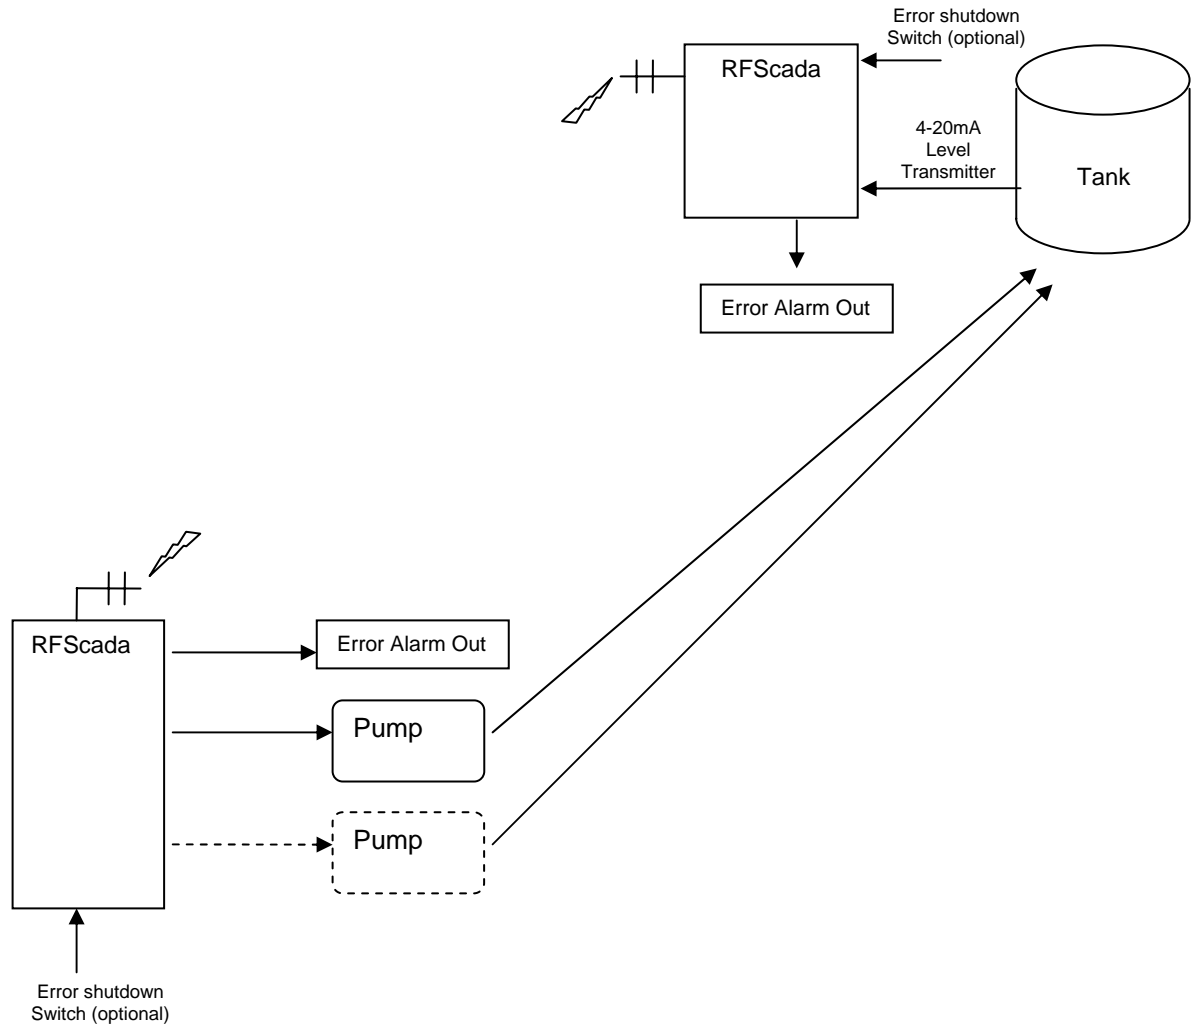 Error shutdown
Switch (optional)
RFScada
4-20mA
Level
Transmitter
Tank
Error Alarm Out
RFScada
Error Alarm Out
Pump
Pump
Error shutdown
Switch (optional)